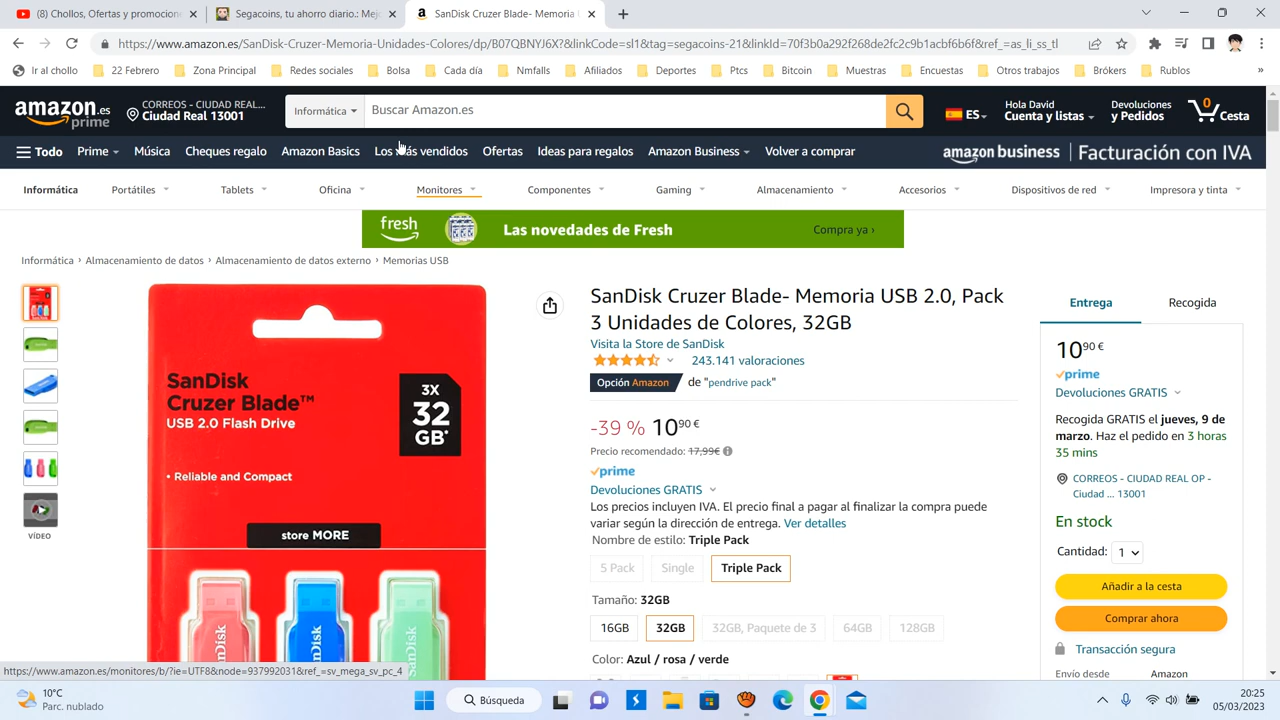 (8) Chollos, Ofertas y promocione
Segacoins, tu ahorro diario.: Mej
SanDisk Cruzer Blade- Memoria U
https://www.amazon.es/SanDisk-Cruzer-Memoria-Unidades-Colores/dp/B07QBNV6X?&linkCode=sl1&tag=segacoins-21&linkId=70f2b0a292f268de2fc2c9b1acbf6b6f&ref_=as_li_ss_tl
Ir al chollo 22 Febrero Zona Principal Redes sociales Bolsa Cada día Nmfalls Afiliados Deportes Ptcs Bitcoin Muestras Encuestas Otros trabajos Brókers Rublos »
amazon.es
prime
CORREOS - CIUDAD REAL...
Ciudad Real 13001
Informática
Buscar Amazon.es
ES
Hola David
Cuenta y listas
Devoluciones
y Pedidos
0
Cesta
Todo Prime Música Cheques regalo Amazon Basics Los más vendidos Ofertas Ideas para regalos Amazon Business Volver a comprar
amazon business | Facturación con IVA
Informática Portátiles Tablets Oficina Monitores Componentes Gaming Almacenamiento Accesorios Dispositivos de red Impresora y tinta
fresh Las novedades de Fresh Compra ya ›
Informática › Almacenamiento de datos › Almacenamiento de datos externo › Memorias USB
VÍDEO
SanDisk
Cruzer Blade™
USB 2.0 Flash Drive
3X
32
GB*
• Reliable and Compact
store MORE
SanDisk SanDisk SanDisk
SanDisk Cruzer Blade- Memoria USB 2.0, Pack
3 Unidades de Colores, 32GB
Visita la Store de SanDisk
243.141 valoraciones
Opción Amazon de "pendrive pack"
-39 % 10⁹⁰ €
Precio recomendado: 17,99€
prime
Devoluciones GRATIS
Los precios incluyen IVA. El precio final a pagar al finalizar la compra puede
variar según la dirección de entrega. Ver detalles
Nombre de estilo: Triple Pack
5 Pack Single Triple Pack
Tamaño: 32GB
16GB 32GB 32GB, Paquete de 3 64GB 128GB
Color: Azul / rosa / verde
Entrega Recogida
10⁹⁰ €
prime
Devoluciones GRATIS
Recogida GRATIS el jueves, 9 de
marzo. Haz el pedido en 3 horas
35 mins
CORREOS - CIUDAD REAL OP -
Ciudad ... 13001
En stock
Cantidad: 1
Añadir a la cesta
Comprar ahora
Transacción segura
Envío desde Amazon
https://www.amazon.es/monitores/b/?ie=UTF8&node=937992031&ref_=sv_mega_sv_pc_4
10°C
Parc. nublado
Búsqueda
20:25
05/03/2023